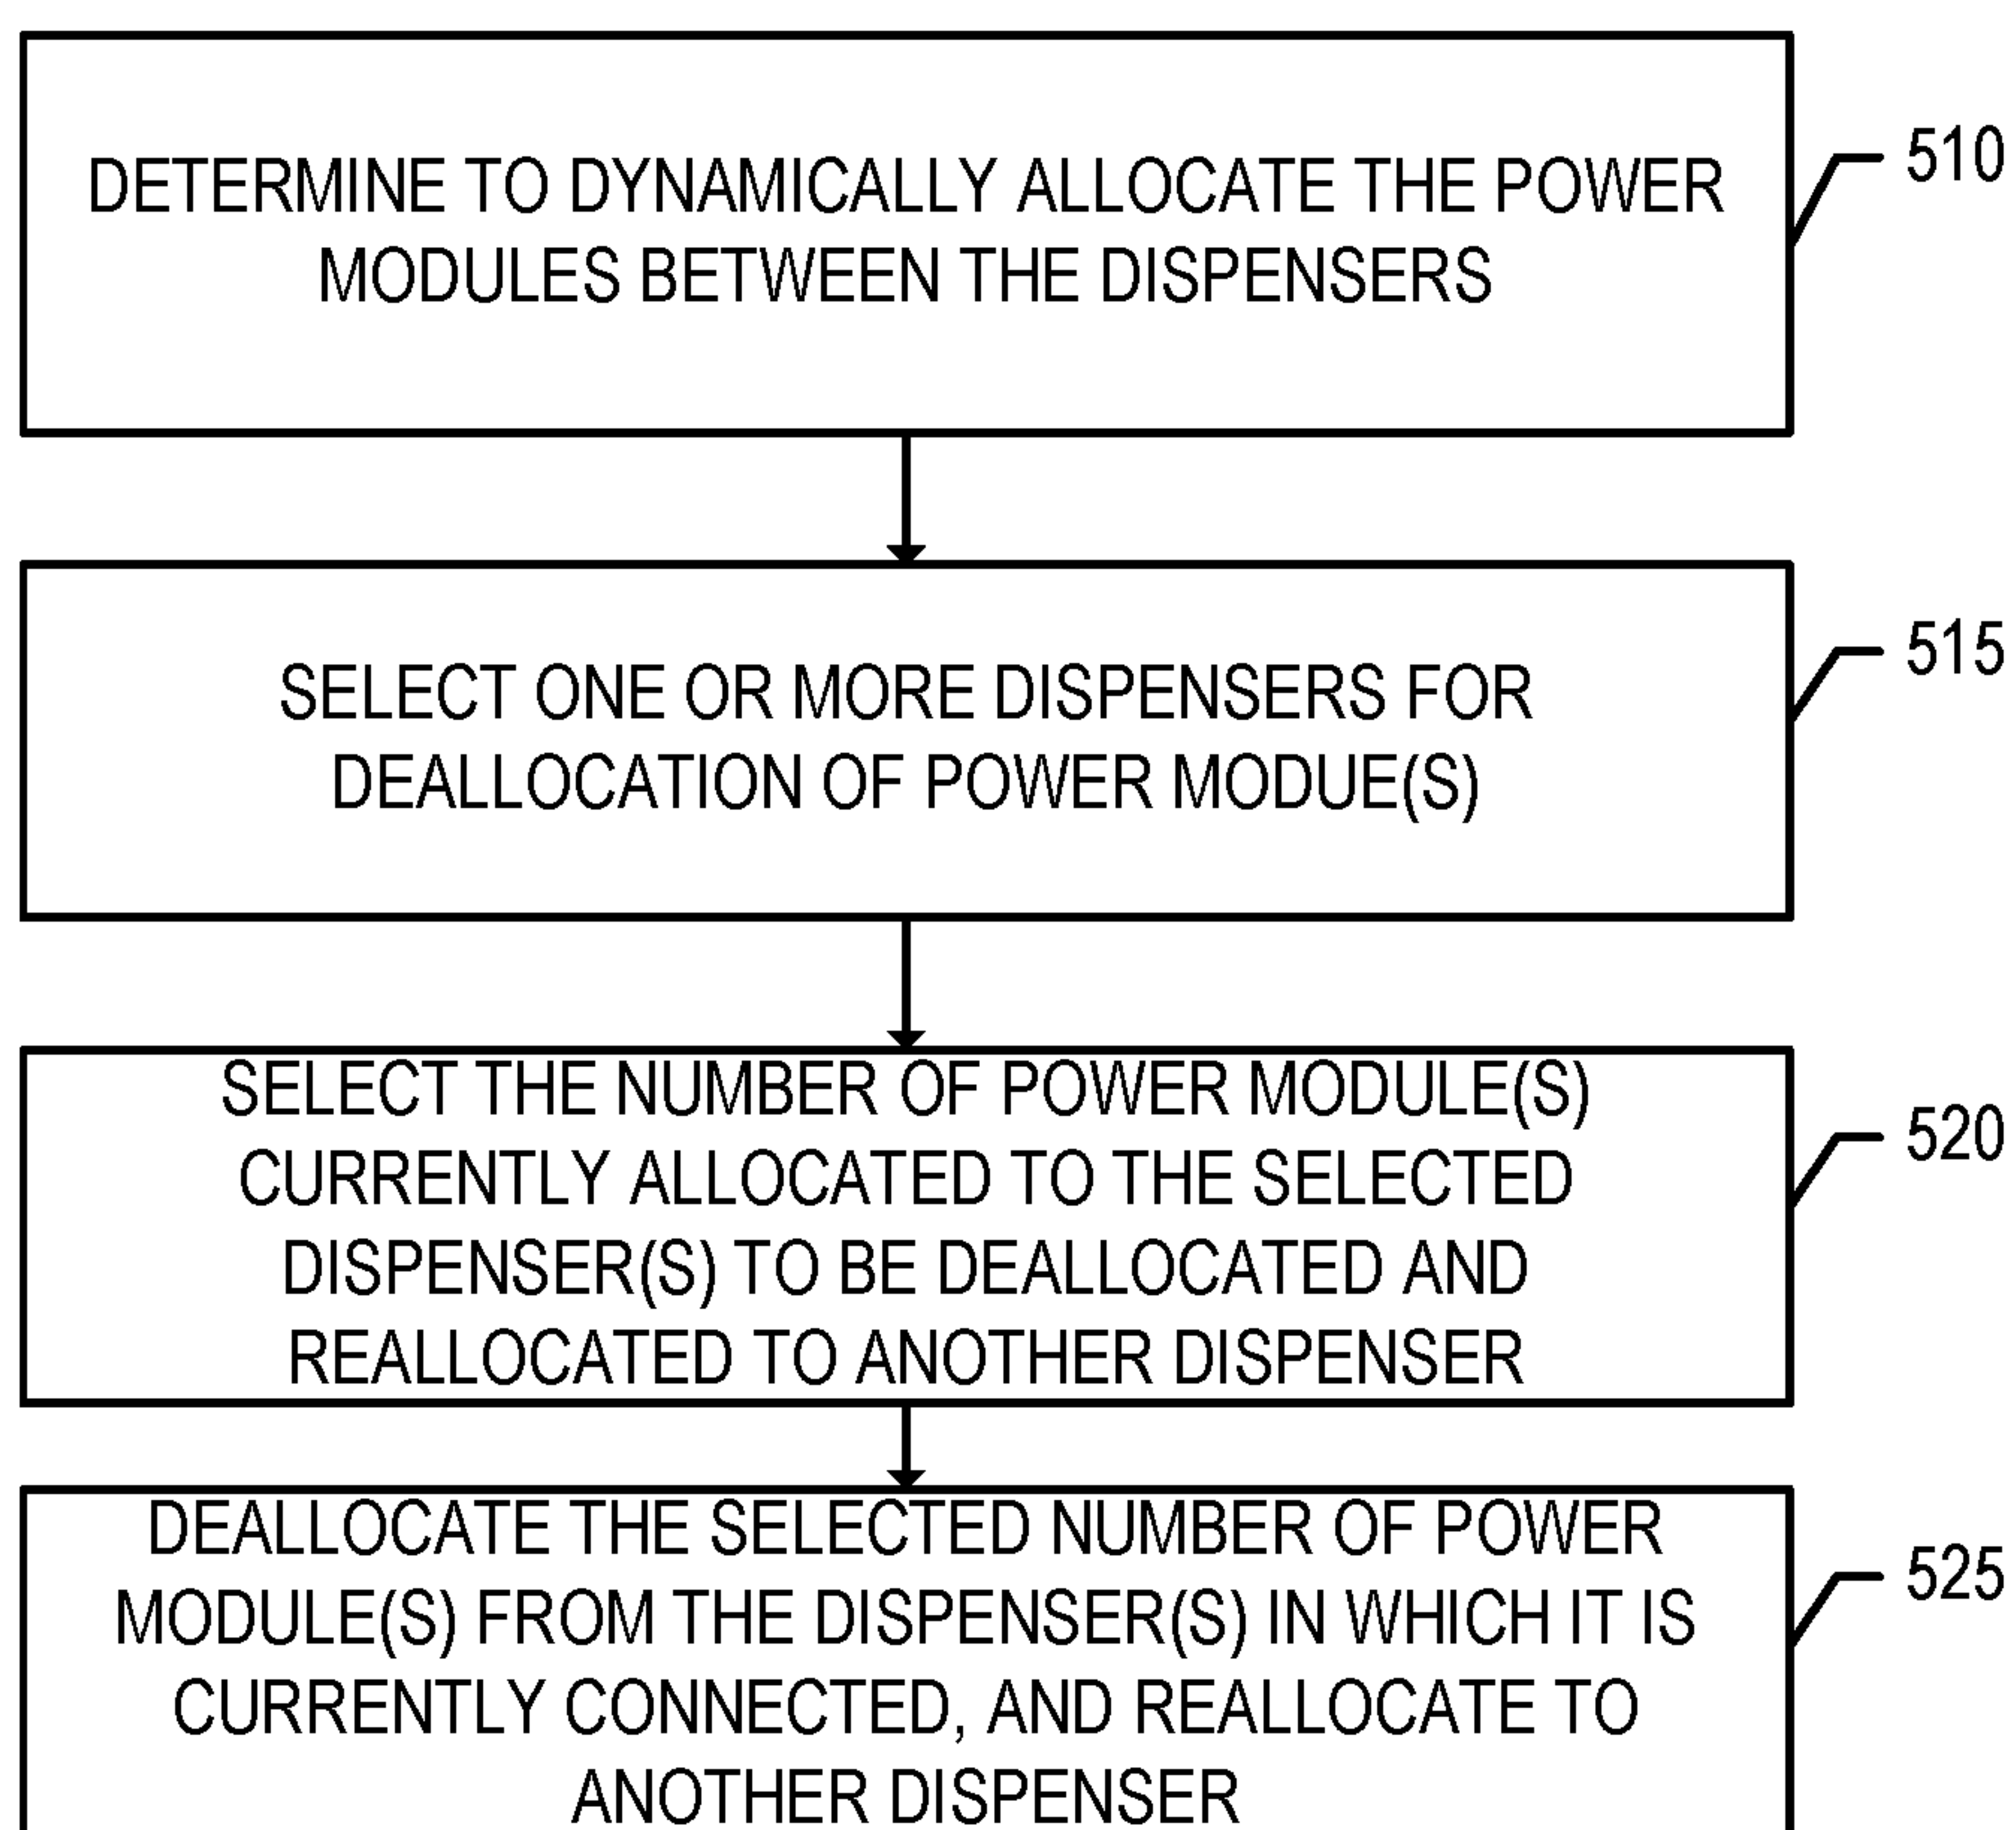 DETERMINE TO DYNAMICALLY ALLOCATE THE POWER
MODULES BETWEEN THE DISPENSERS
510
SELECT ONE OR MORE DISPENSERS FOR
DEALLOCATION OF POWER MODUE(S)
515
SELECT THE NUMBER OF POWER MODULE(S)
CURRENTLY ALLOCATED TO THE SELECTED
DISPENSER(S) TO BE DEALLOCATED AND
REALLOCATED TO ANOTHER DISPENSER
520
DEALLOCATE THE SELECTED NUMBER OF POWER
MODULE(S) FROM THE DISPENSER(S) IN WHICH IT IS
CURRENTLY CONNECTED, AND REALLOCATE TO
ANOTHER DISPENSER
525